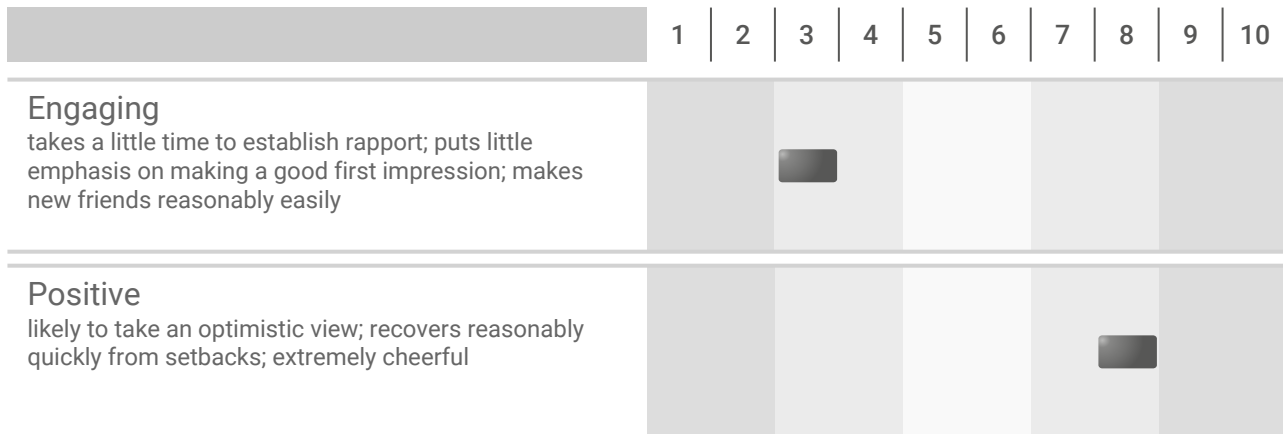 1 2 3 4 5 6 7 8 9 10
Engaging
takes a little time to establish rapport; puts little
emphasis on making a good first impression; makes
new friends reasonably easily
Positive
likely to take an optimistic view; recovers reasonably
quickly from setbacks; extremely cheerful